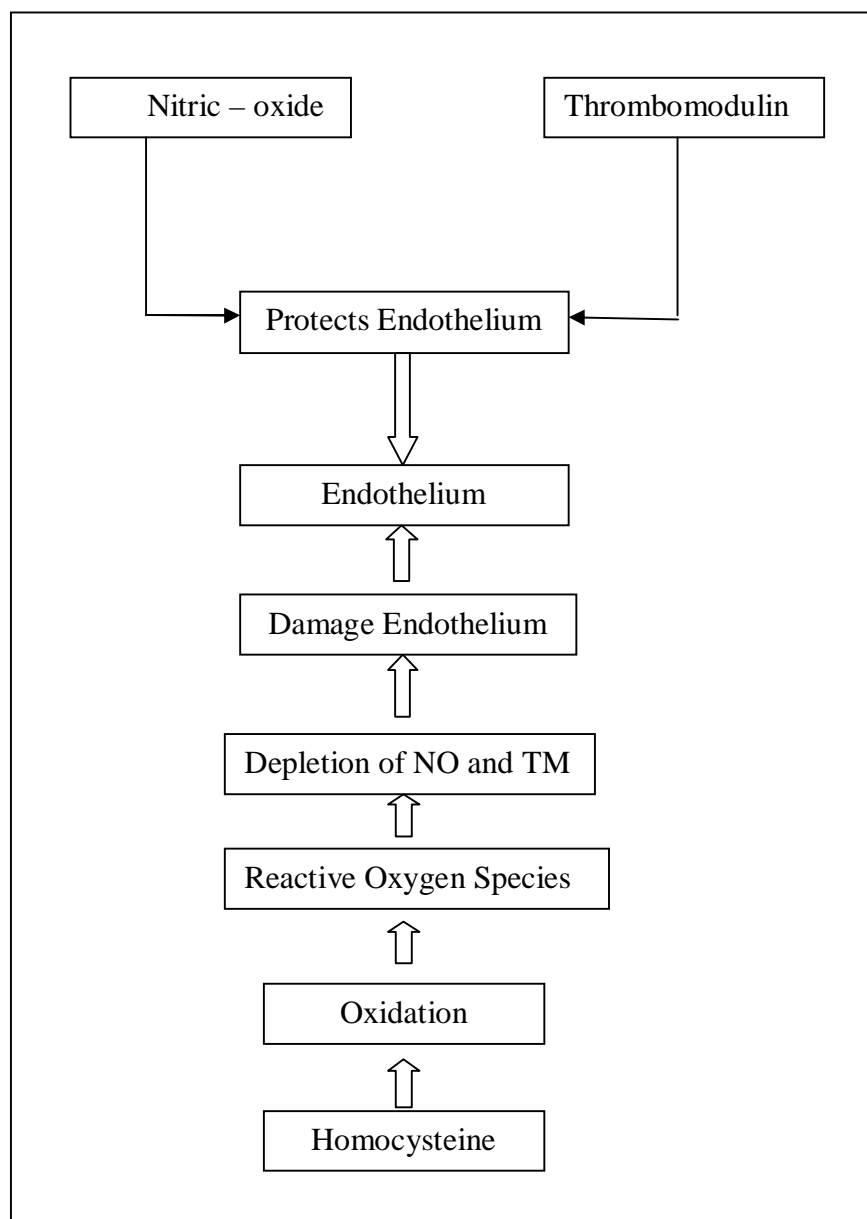 Nitric – oxide
Thrombomodulin
Protects Endothelium
Endothelium
Damage Endothelium
Depletion of NO and TM
Reactive Oxygen Species
Oxidation
Homocysteine